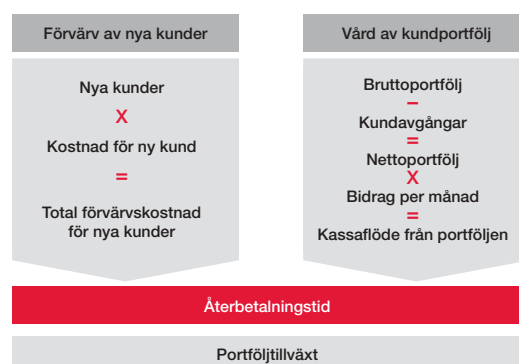 Förvärv av nya kunder
Nya kunder
X
Kostnad för ny kund
=
Total förvärvskostnad
för nya kunder
Vård av kundportfölj
Bruttoportfölj
–
Kundavgångar
=
Nettoportfölj
X
Bidrag per månad
=
Kassaflöde från portföljen
Återbetalningstid
Portföljtillväxt